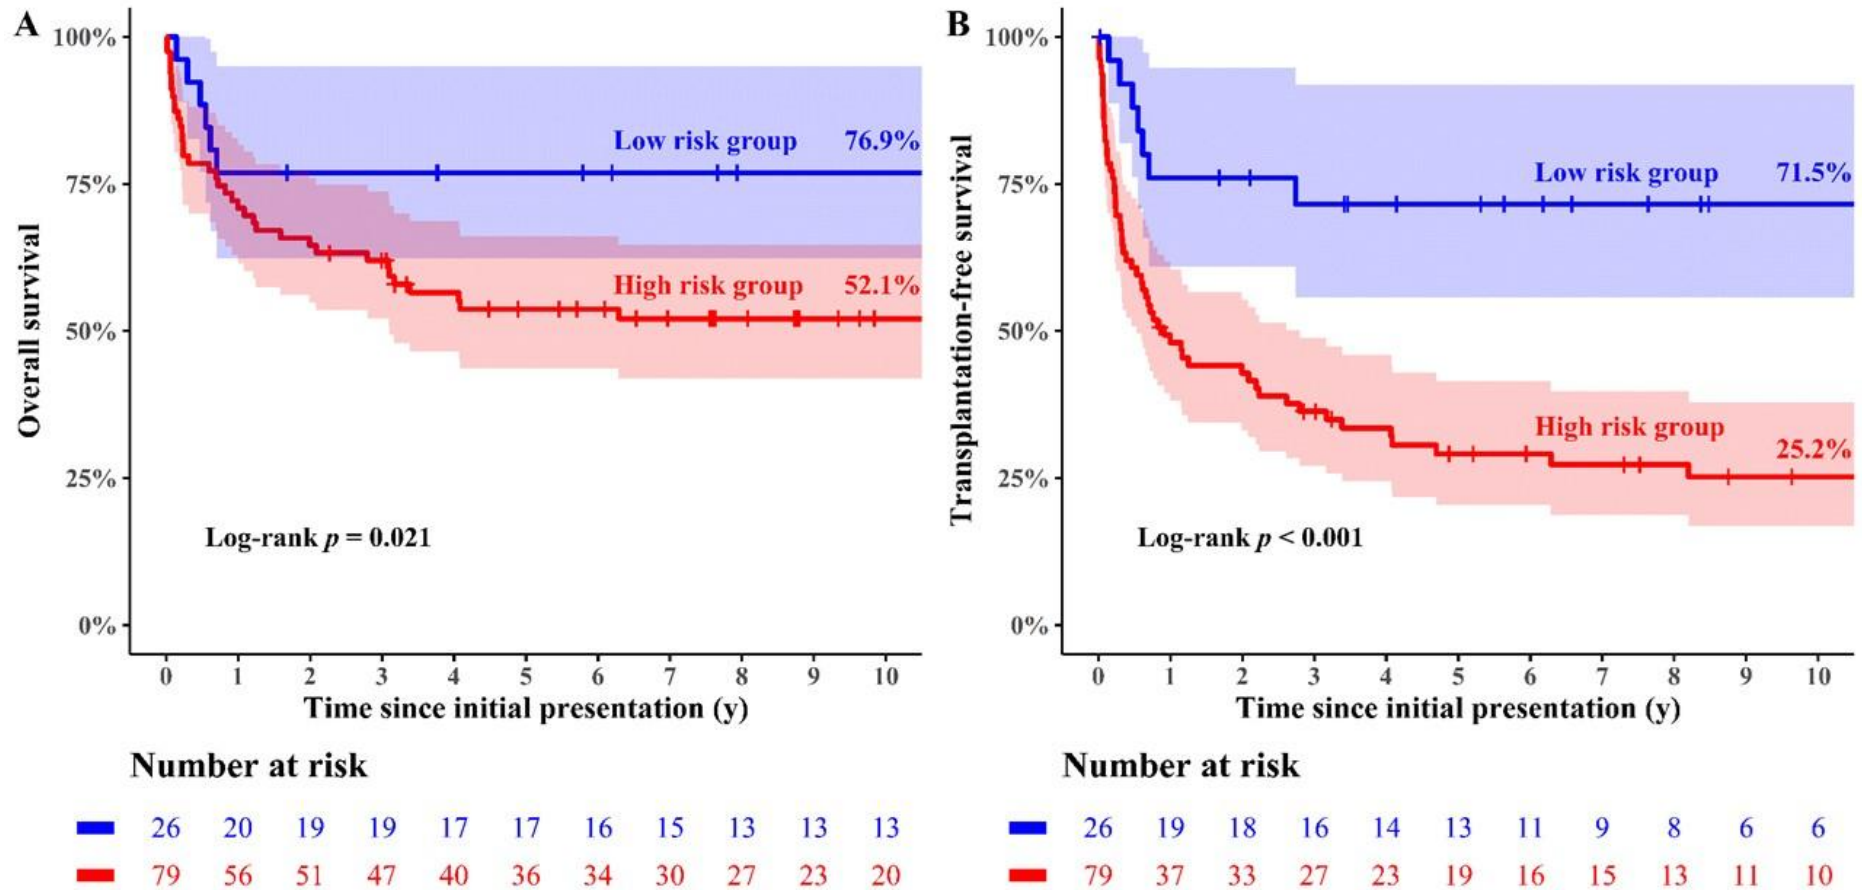 A
100%
75%
50%
25%
0%
Overall survival
Low risk group 76.9%
High risk group 52.1%
Log-rank p = 0.021
0 1 2 3 4 5 6 7 8 9 10
Time since initial presentation (y)
Number at risk
26 20 19 19 17 17 16 15 13 13 13
79 56 51 47 40 36 34 30 27 23 20
B
100%
75%
50%
25%
0%
Transplantation-free survival
Low risk group 71.5%
High risk group
25.2%
Log-rank p < 0.001
0 1 2 3 4 5 6 7 8 9 10
Time since initial presentation (y)
Number at risk
26 19 18 16 14 13 11 9 8 6 6
79 37 33 27 23 19 16 15 13 11 10